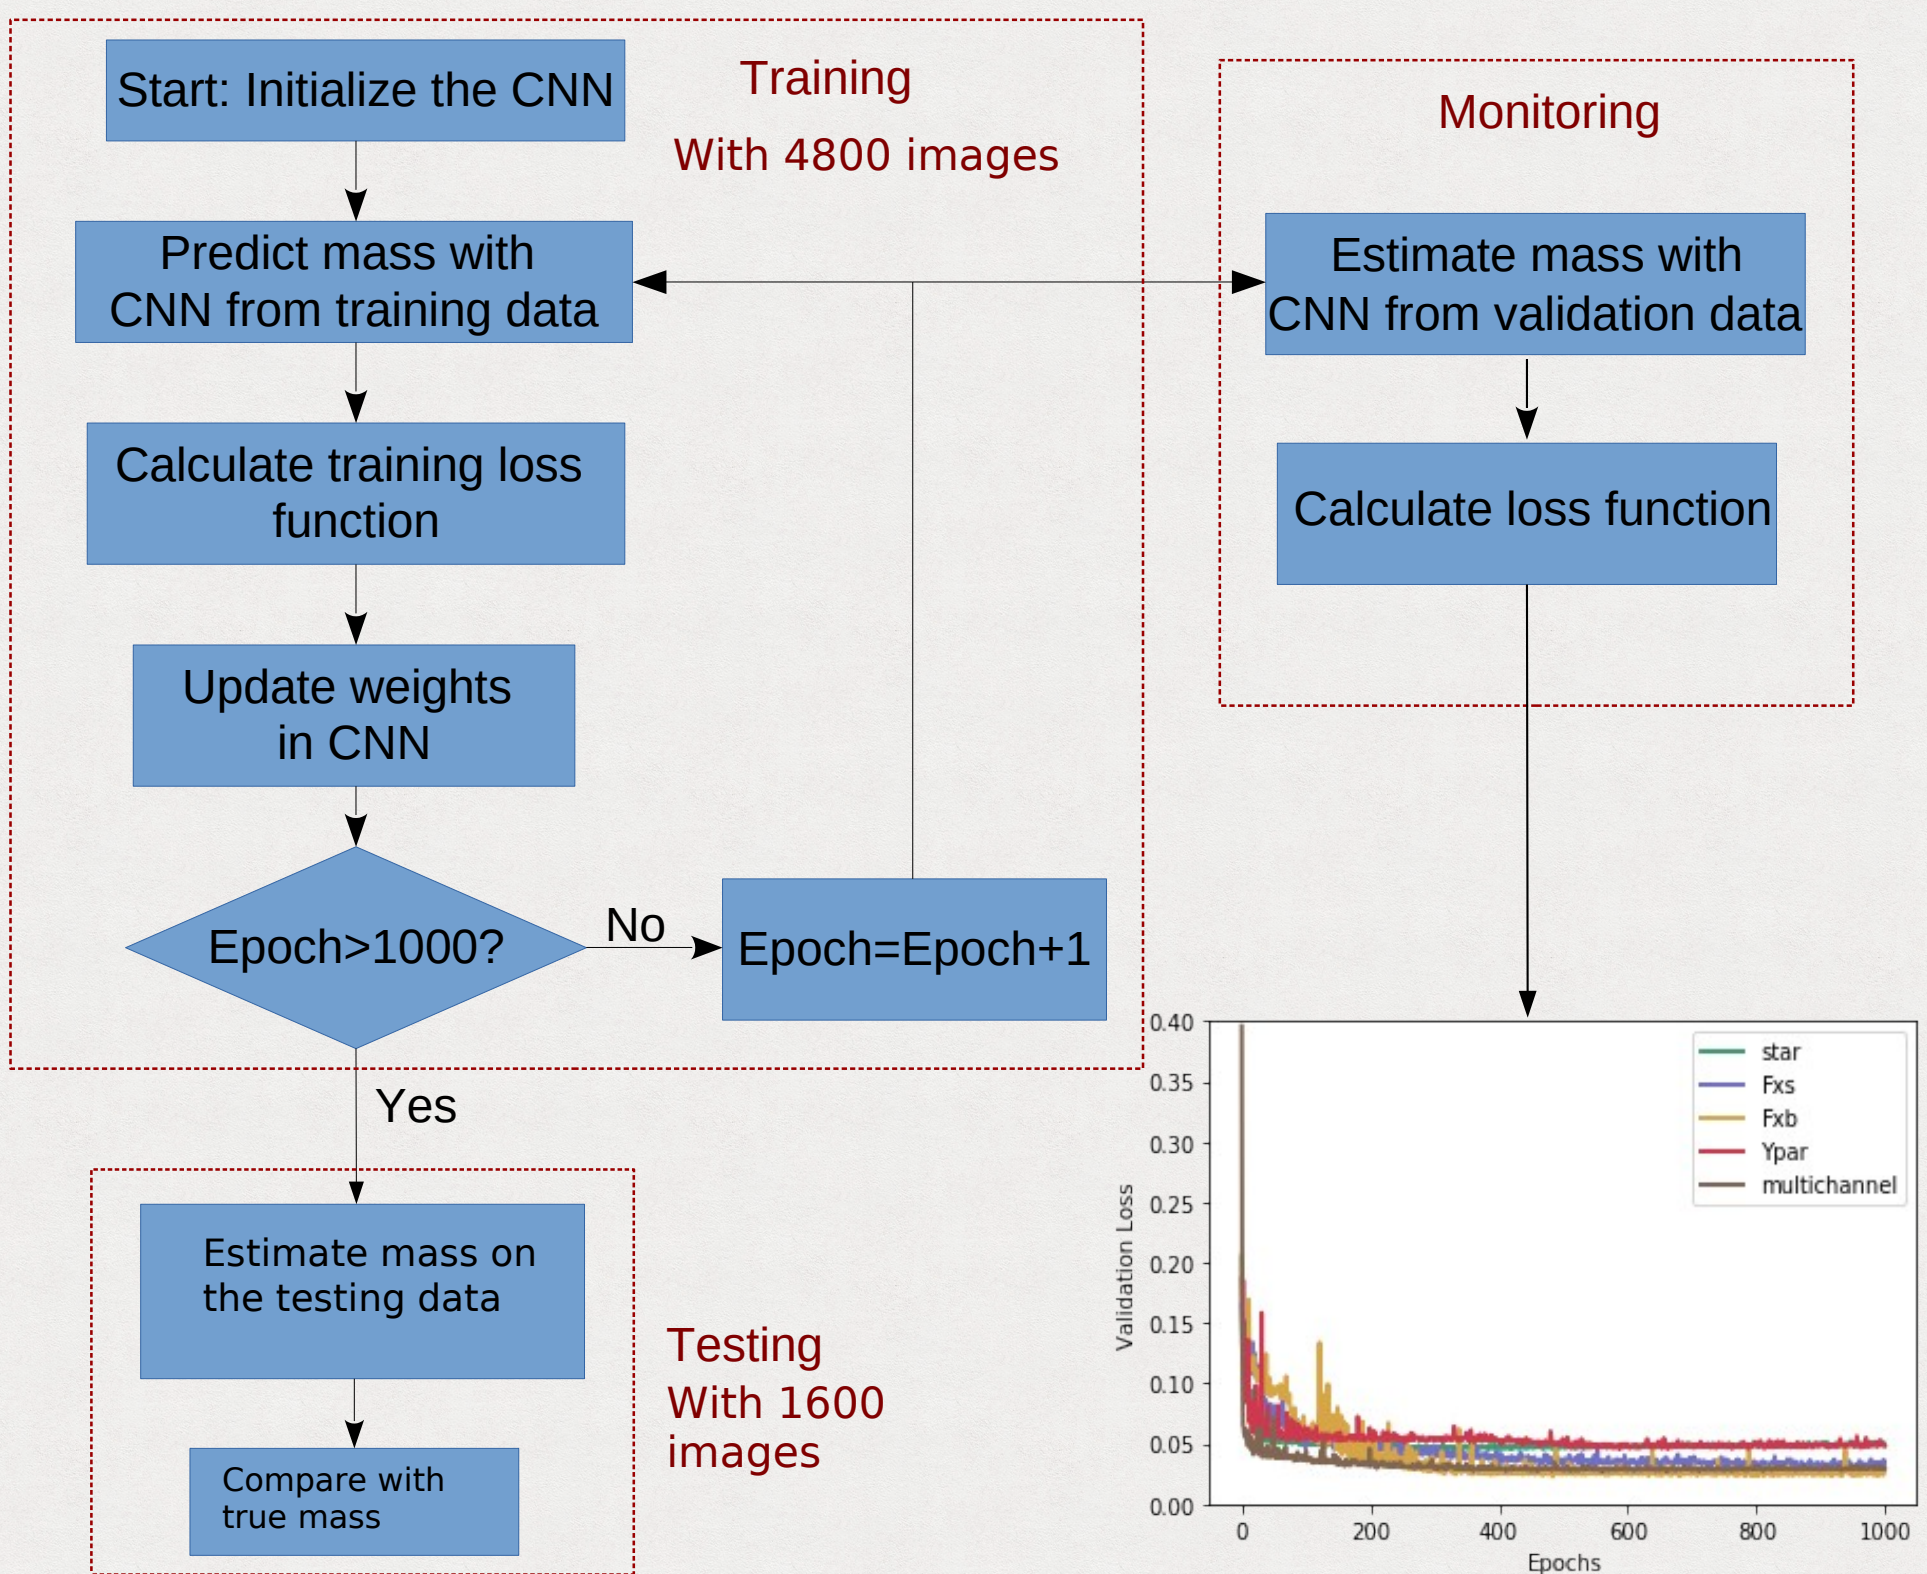 Start: Initialize the CNN
Training
With 4800 images
Predict mass with
CNN from training data
Calculate training loss
function
Update weights
in CNN
Epoch>1000?
No
Epoch=Epoch+1
Yes
Estimate mass on
the testing data
Compare with
true mass
Testing
With 1600
images
Monitoring
Estimate mass with
CNN from validation data
Calculate loss function
0.40
0.35
0.30
0.25
0.20
0.15
0.10
0.05
0.00
Validation Loss
star
Fxs
Fxb
Ypar
multichannel
0 200 400 600 800 1000
Epochs